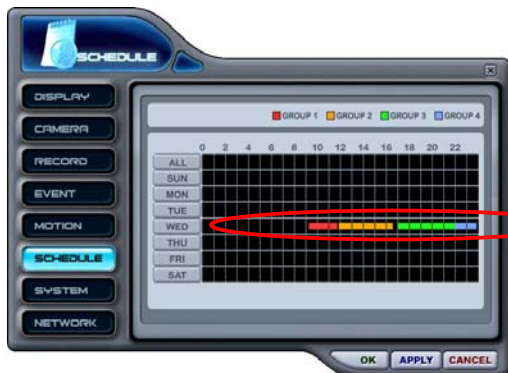 SCHEDULE
DISPLAY
CAMERA
RECORD
EVENT
MOTION
SCHEDULE
SYSTEM
NETWORK
GROUP 1 GROUP 2 GROUP 3 GROUP 4
0 2 4 6 8 10 12 14 16 18 20 22
ALL
SUN
MON
TUE
WED
THU
FRI
SAT
OK APPLY CANCEL